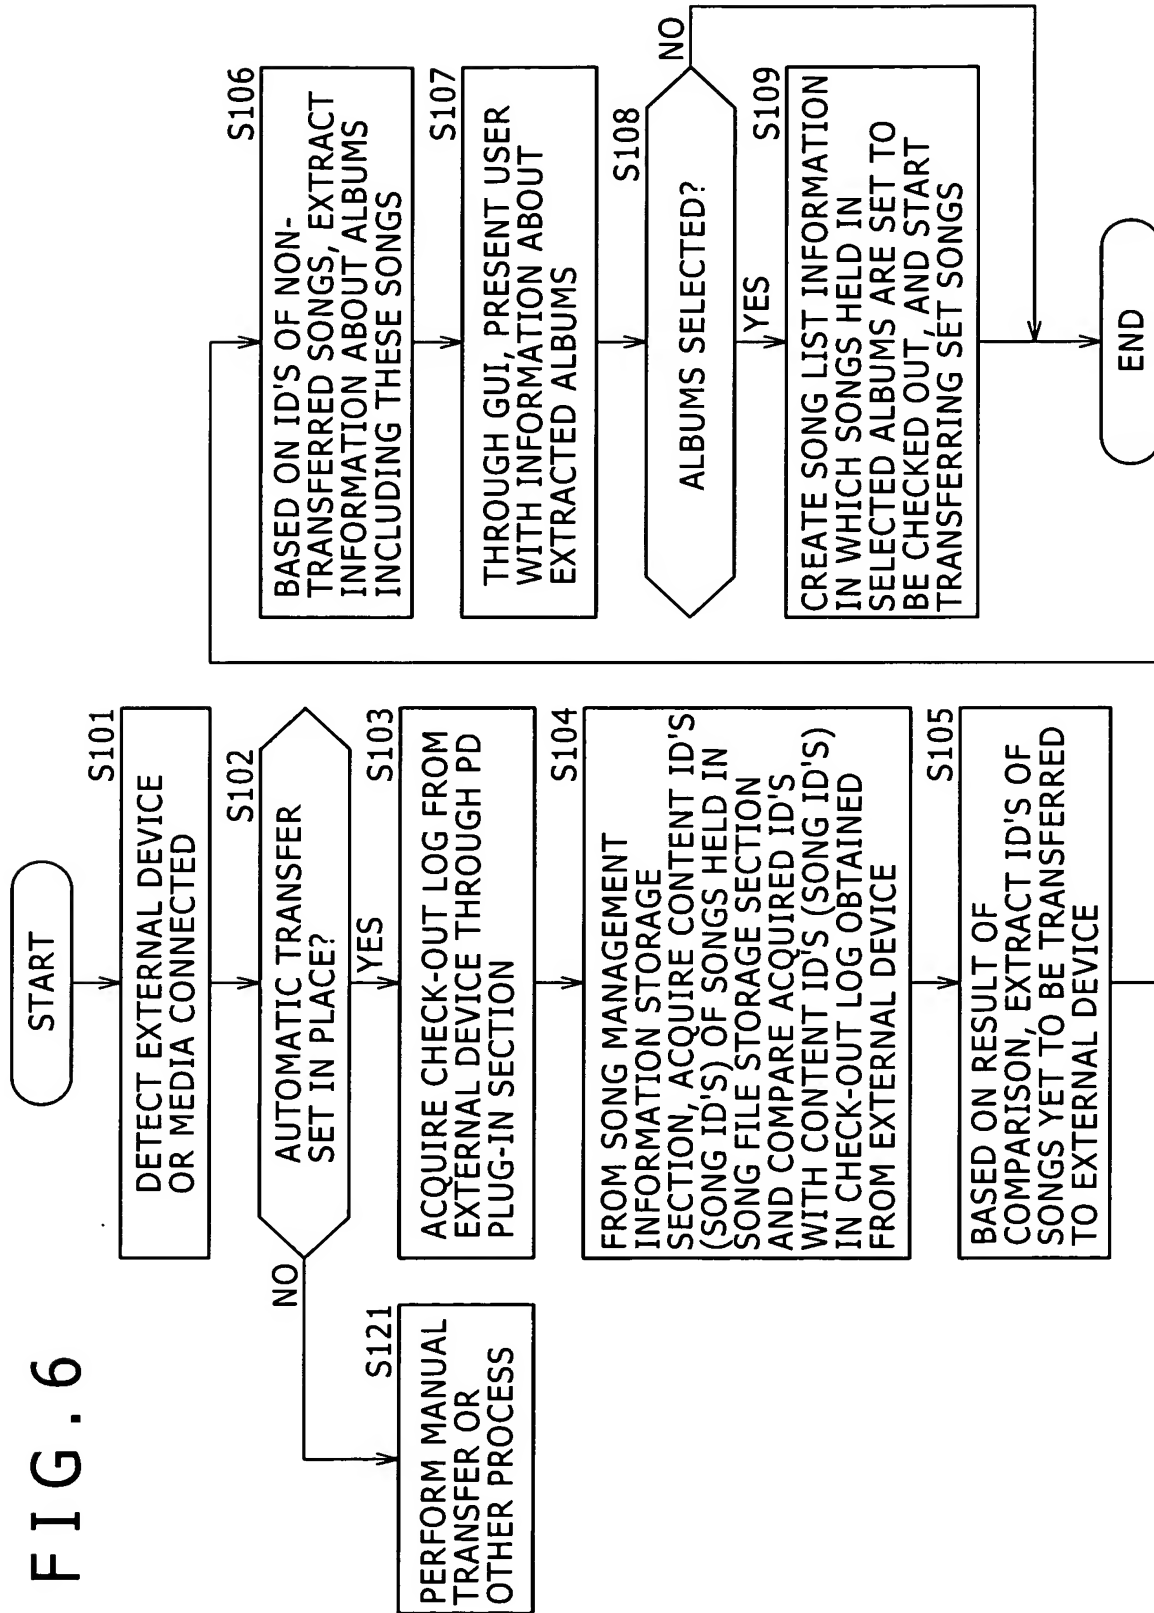 FIG.6
START
S101
DETECT EXTERNAL DEVICE
OR MEDIA CONNECTED
S102
AUTOMATIC TRANSFER
SET IN PLACE?
NO
YES
S121
PERFORM MANUAL
TRANSFER OR
OTHER PROCESS
S103
ACQUIRE CHECK-OUT LOG FROM
EXTERNAL DEVICE THROUGH PD
PLUG-IN SECTION
S104
FROM SONG MANAGEMENT
INFORMATION STORAGE
SECTION, ACQUIRE CONTENT ID'S
(SONG ID'S) OF SONGS HELD IN
SONG FILE STORAGE SECTION
AND COMPARE ACQUIRED ID'S
WITH CONTENT ID'S (SONG ID'S)
IN CHECK-OUT LOG OBTAINED
FROM EXTERNAL DEVICE
S105
BASED ON RESULT OF
COMPARISON, EXTRACT ID'S OF
SONGS YET TO BE TRANSFERRED
TO EXTERNAL DEVICE
S106
BASED ON ID'S OF NON-
TRANSFERRED SONGS, EXTRACT
INFORMATION ABOUT ALBUMS
INCLUDING THESE SONGS
S107
THROUGH GUI, PRESENT USER
WITH INFORMATION ABOUT
EXTRACTED ALBUMS
S108
ALBUMS SELECTED?
NO
YES
S109
CREATE SONG LIST INFORMATION
IN WHICH SONGS HELD IN
SELECTED ALBUMS ARE SET TO
BE CHECKED OUT, AND START
TRANSFERRING SET SONGS
END